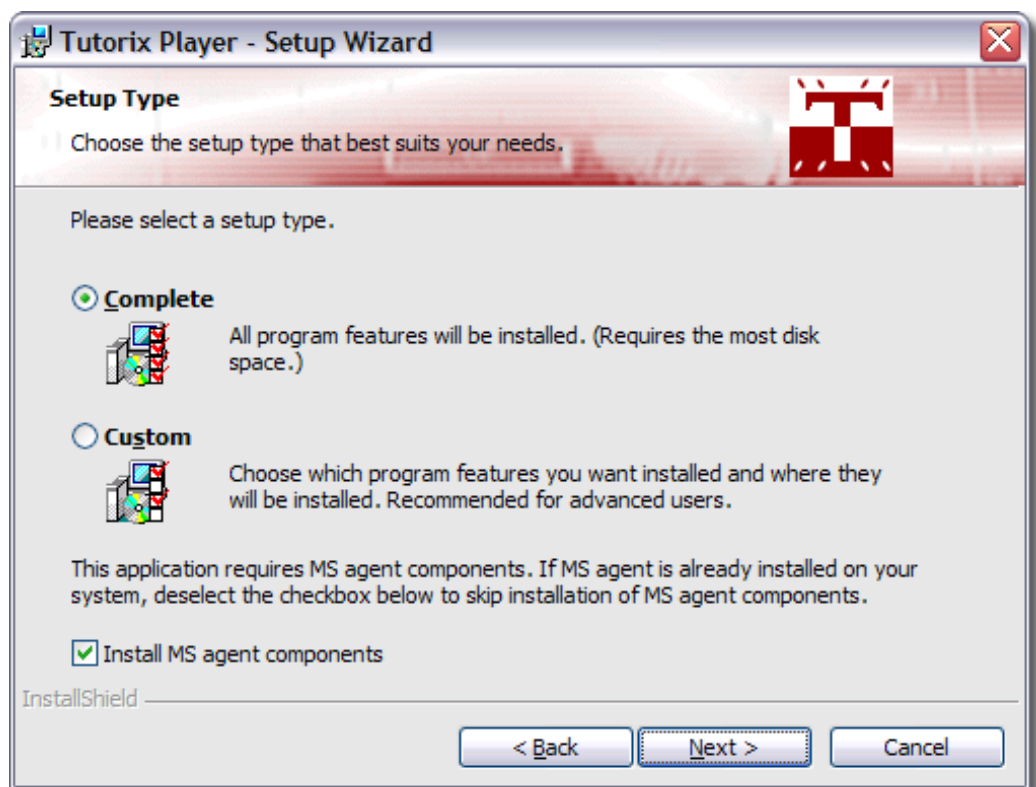 Tutorix Player - Setup Wizard
Setup Type
Choose the setup type that best suits your needs.
T
Please select a setup type.
Complete
All program features will be installed. (Requires the most disk
space.)
Custom
Choose which program features you want installed and where they
will be installed. Recommended for advanced users.
This application requires MS agent components. If MS agent is already installed on your
system, deselect the checkbox below to skip installation of MS agent components.
Install MS agent components
InstallShield
< Back
Next >
Cancel